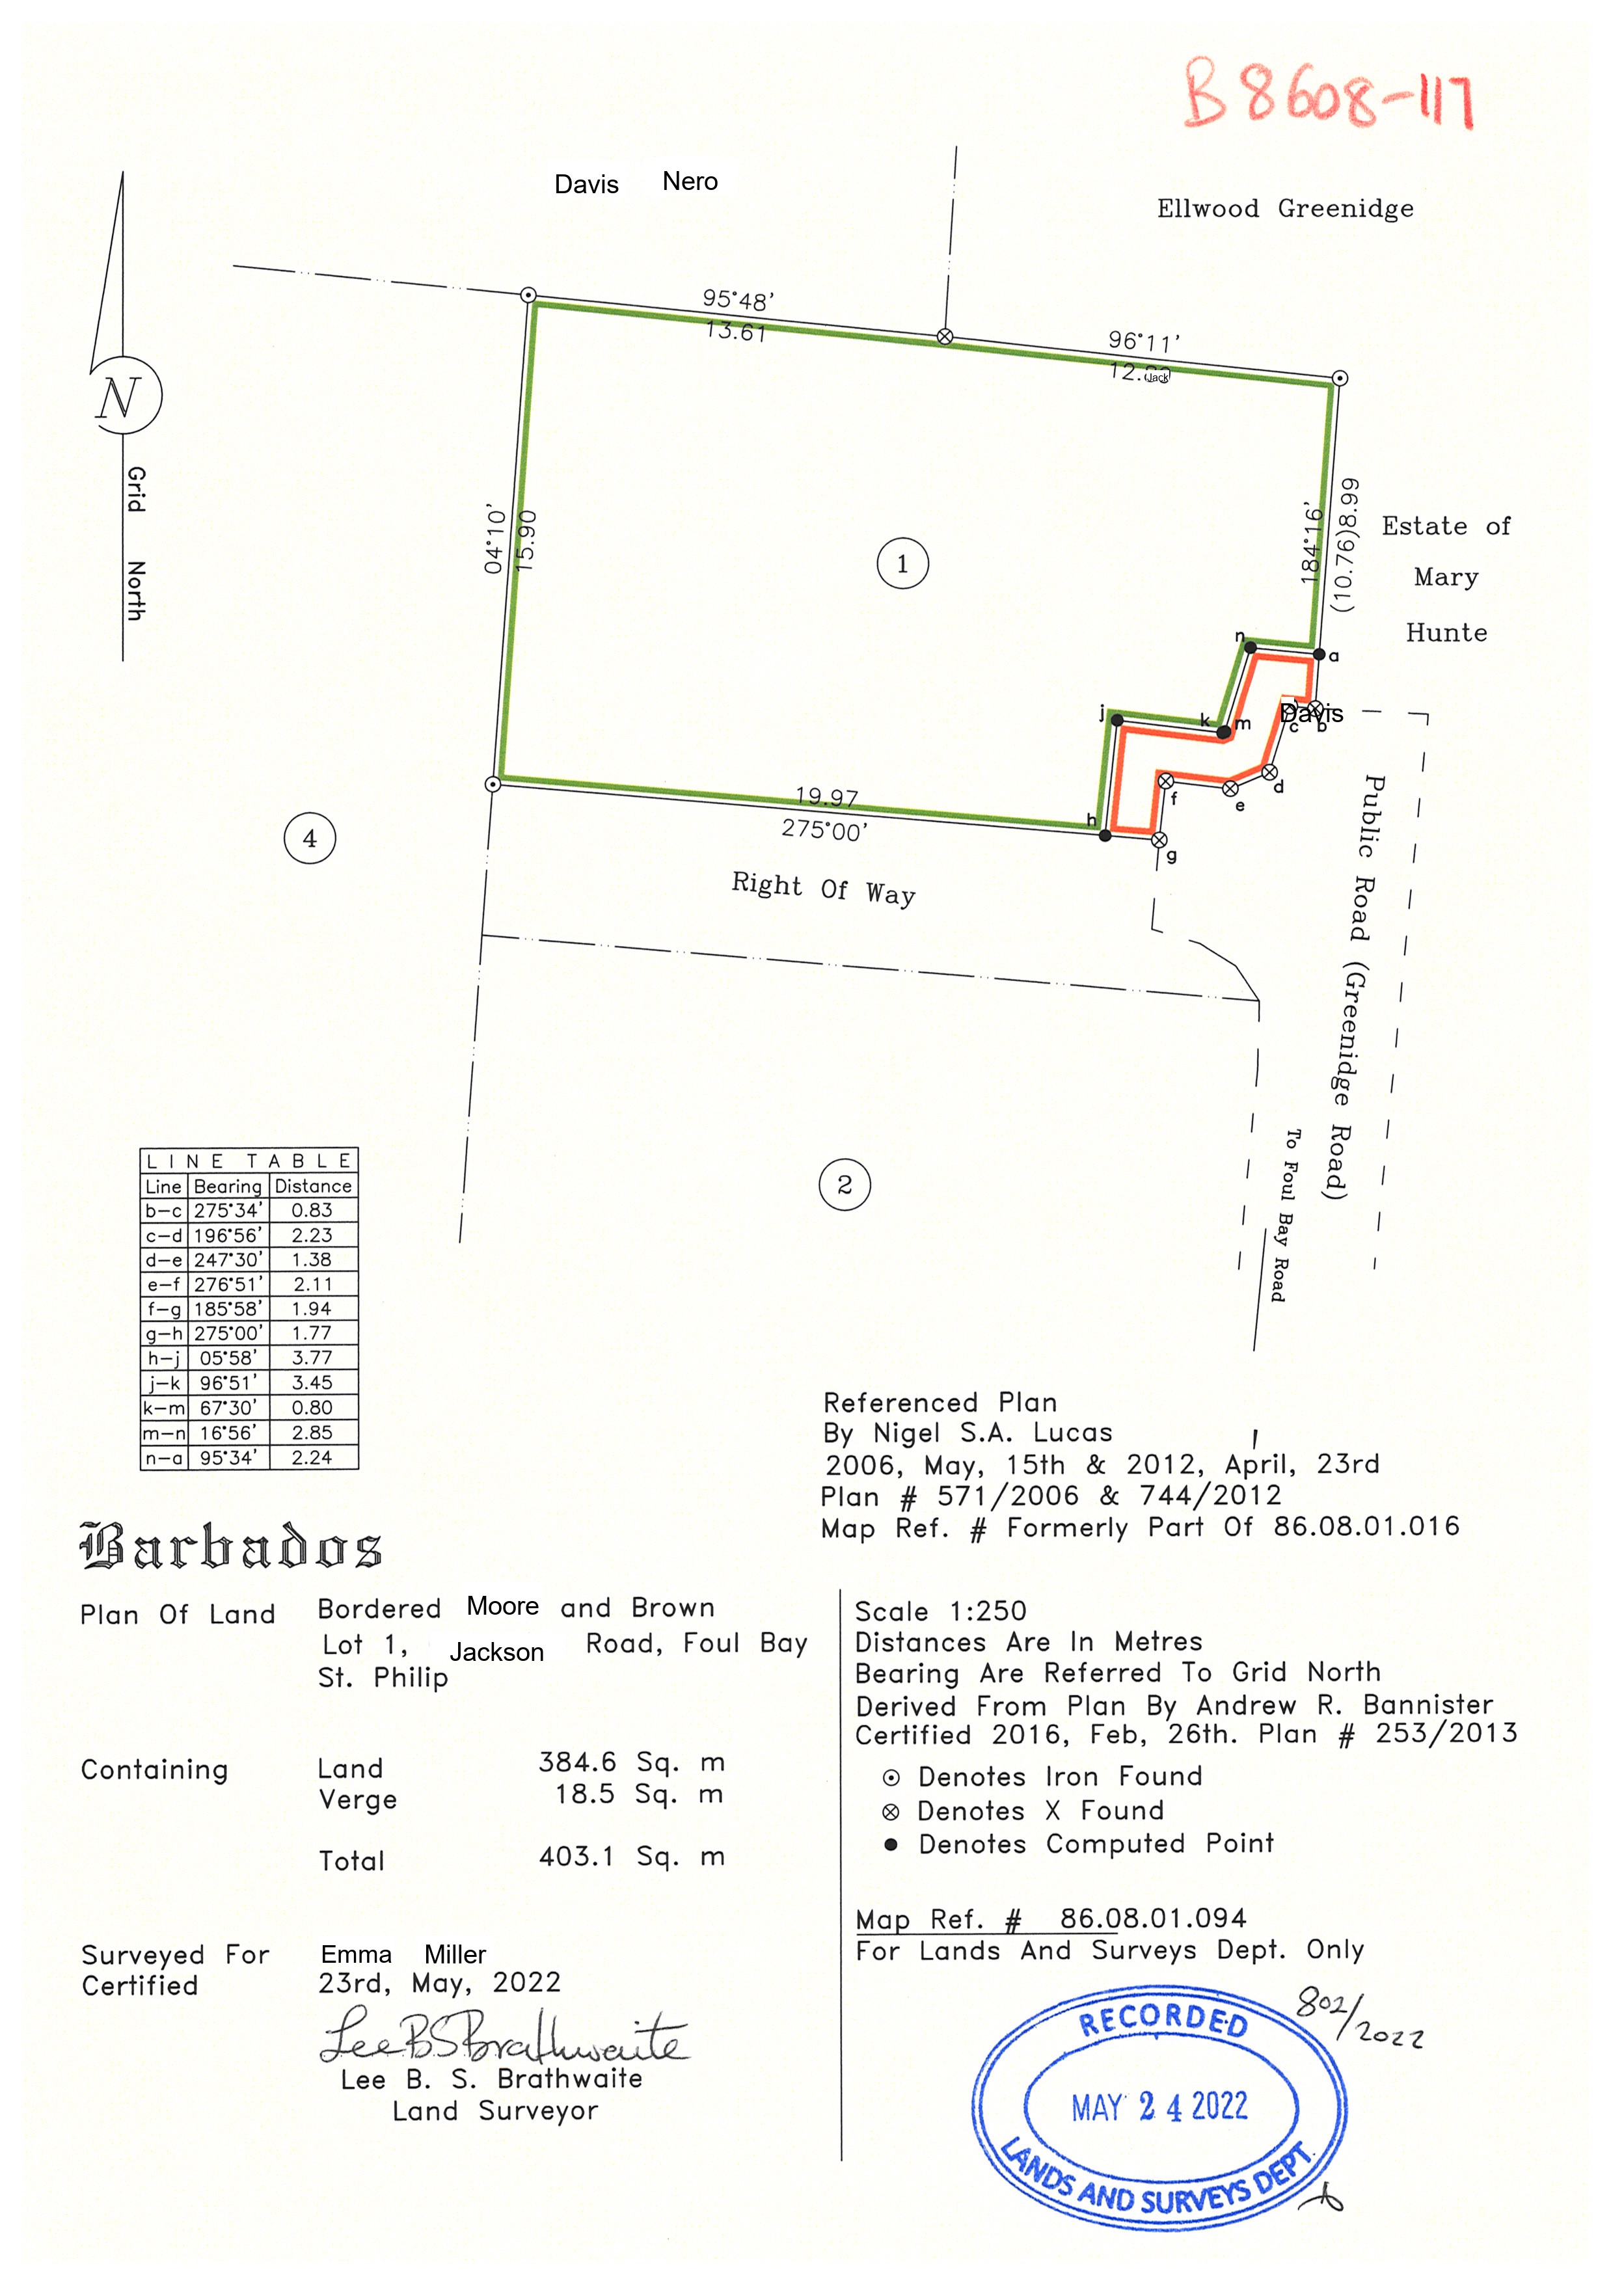 B8608-117
Davis Nero
Ellwood Greenidge
95°48'
13.61
96°11'
12.
Jack
N
Grid North
04°10'
15.90
1
184°16'
(10.76)8.99
Estate of
Mary
Hunte
n
a
j
k
m
Davis
c
b
d
f
e
h
g
19.97
275°00'
4
Right Of Way
Public Road (Greenidge Road)
To Foul Bay Road
2
LINE TABLE
Line Bearing Distance
b-c 275°34' 0.83
c-d 196°56' 2.23
d-e 247°30' 1.38
e-f 276°51' 2.11
f-g 185°58' 1.94
g-h 275°00' 1.77
h-j 05°58' 3.77
j-k 96°51' 3.45
k-m 67°30' 0.80
m-n 16°56' 2.85
n-a 95°34' 2.24
Referenced Plan
By Nigel S.A. Lucas
2006, May, 15th & 2012, April, 23rd
Plan # 571/2006 & 744/2012
Map Ref. # Formerly Part Of 86.08.01.016
Barbados
Plan Of Land Bordered Moore and Brown
Lot 1, Jackson Road, Foul Bay
St. Philip
Containing Land 384.6 Sq. m
Verge 18.5 Sq. m
Total 403.1 Sq. m
Surveyed For Emma Miller
Certified 23rd, May, 2022
Lee B S Brathwaite
Lee B. S. Brathwaite
Land Surveyor
Scale 1:250
Distances Are In Metres
Bearing Are Referred To Grid North
Derived From Plan By Andrew R. Bannister
Certified 2016, Feb, 26th. Plan # 253/2013
Denotes Iron Found
Denotes X Found
Denotes Computed Point
Map Ref. # 86.08.01.094
For Lands And Surveys Dept. Only
802/2022
RECORDED
MAY 24 2022
LANDS AND SURVEYS DEPT.